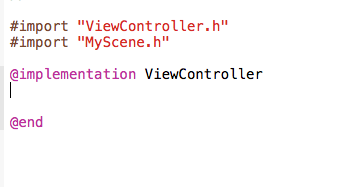 #import "ViewController.h"
#import "MyScene.h"
@implementation ViewController
@end